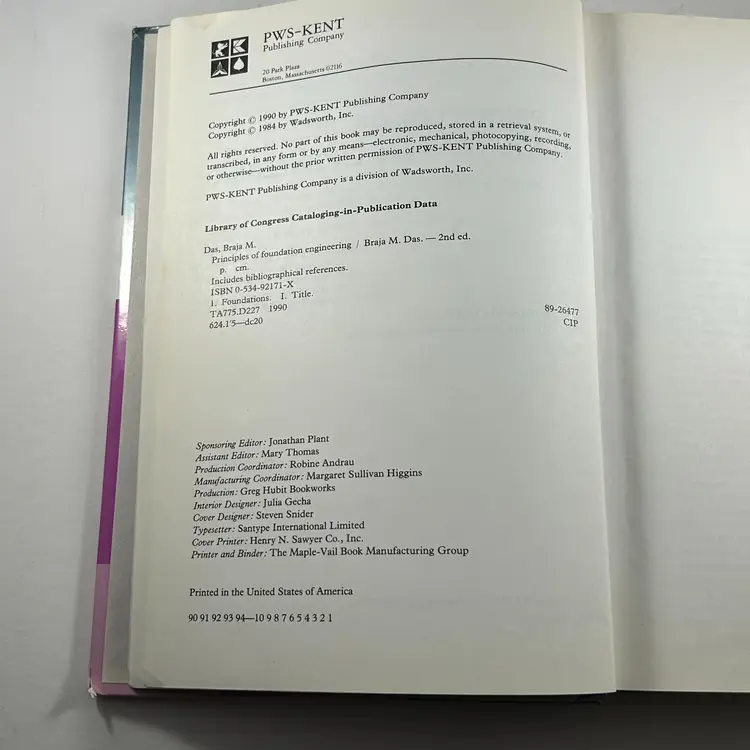 PWS-KENT
Publishing Company
20 Park Plaza
Boston, Massachusetts 02116
Copyright © 1990 by PWS-KENT Publishing Company
Copyright © 1984 by Wadsworth, Inc.
All rights reserved. No part of this book may be reproduced, stored in a retrieval system, or
transcribed, in any form or by any means—electronic, mechanical, photocopying, recording,
or otherwise—without the prior written permission of PWS-KENT Publishing Company.
PWS-KENT Publishing Company is a division of Wadsworth, Inc.
Library of Congress Cataloging-in-Publication Data
Das, Braja M.
Principles of foundation engineering / Braja M. Das. — 2nd ed.
p. cm.
Includes bibliographical references.
ISBN 0-534-92171-X
1. Foundations. I. Title.
TA775.D227 1990
624.1'5—dc20
89-26477
CIP
Sponsoring Editor: Jonathan Plant
Assistant Editor: Mary Thomas
Production Coordinator: Robine Andrau
Manufacturing Coordinator: Margaret Sullivan Higgins
Production: Greg Hubit Bookworks
Interior Designer: Julia Gecha
Cover Designer: Steven Snider
Typesetter: Santype International Limited
Cover Printer: Henry N. Sawyer Co., Inc.
Printer and Binder: The Maple-Vail Book Manufacturing Group
Printed in the United States of America
90 91 92 93 94—10 9 8 7 6 5 4 3 2 1